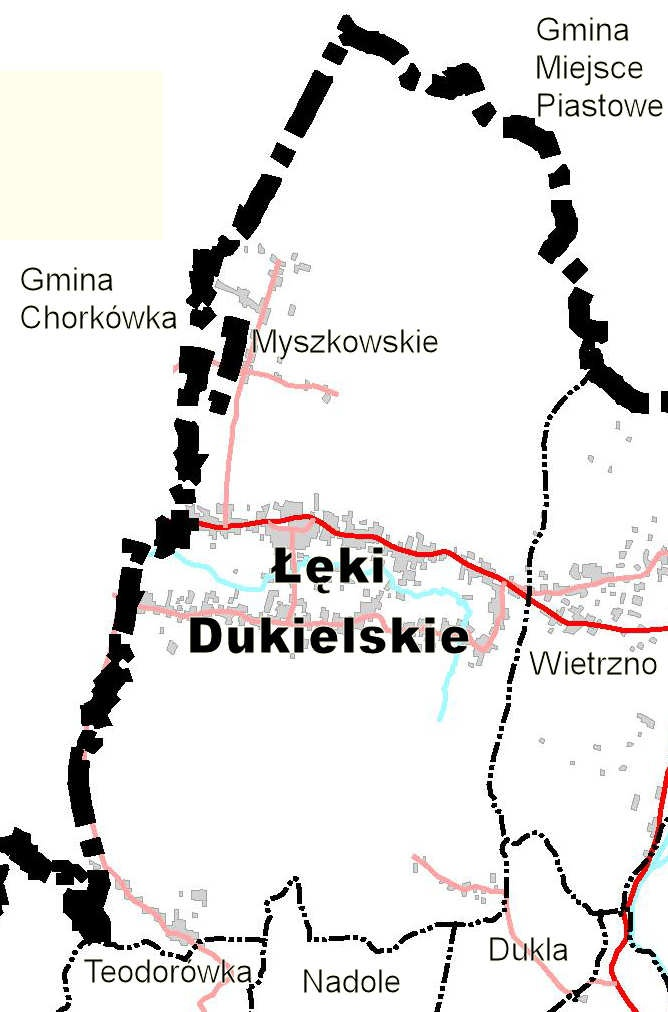 Gmina
Miejsce
Piastowe
Gmina
Chorkówka
Myszkowskie
Łęki
Dukielskie
Wietrzno
Dukla
Teodorówka
Nadole